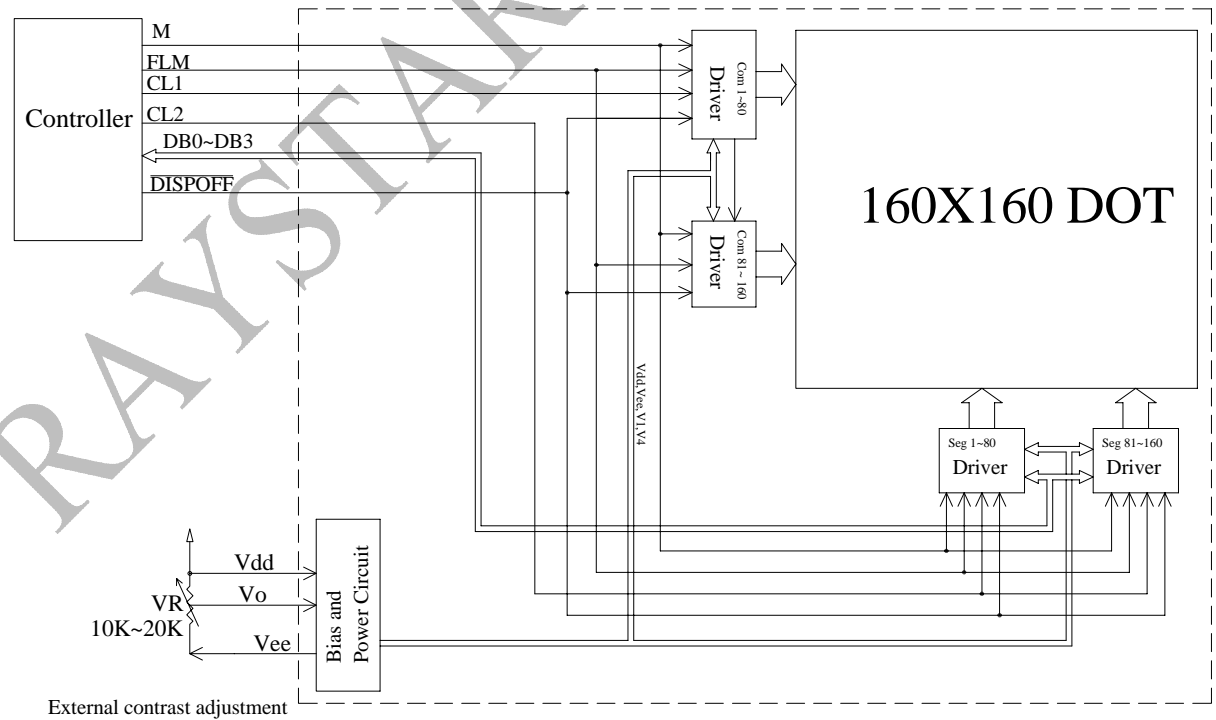 M
FLM
CL1
CL2
DB0~DB3
DISPOFF
Controller
Com 1~80
Driver
Com 81~160
Driver
160X160 DOT
Vdd,Vee,V1,V4
Seg 1~80
Driver
Seg 81~160
Driver
Vdd
Vo
VR
10K~20K
Vee
Bias and
Power Circuit
External contrast adjustment
RAYSTAR